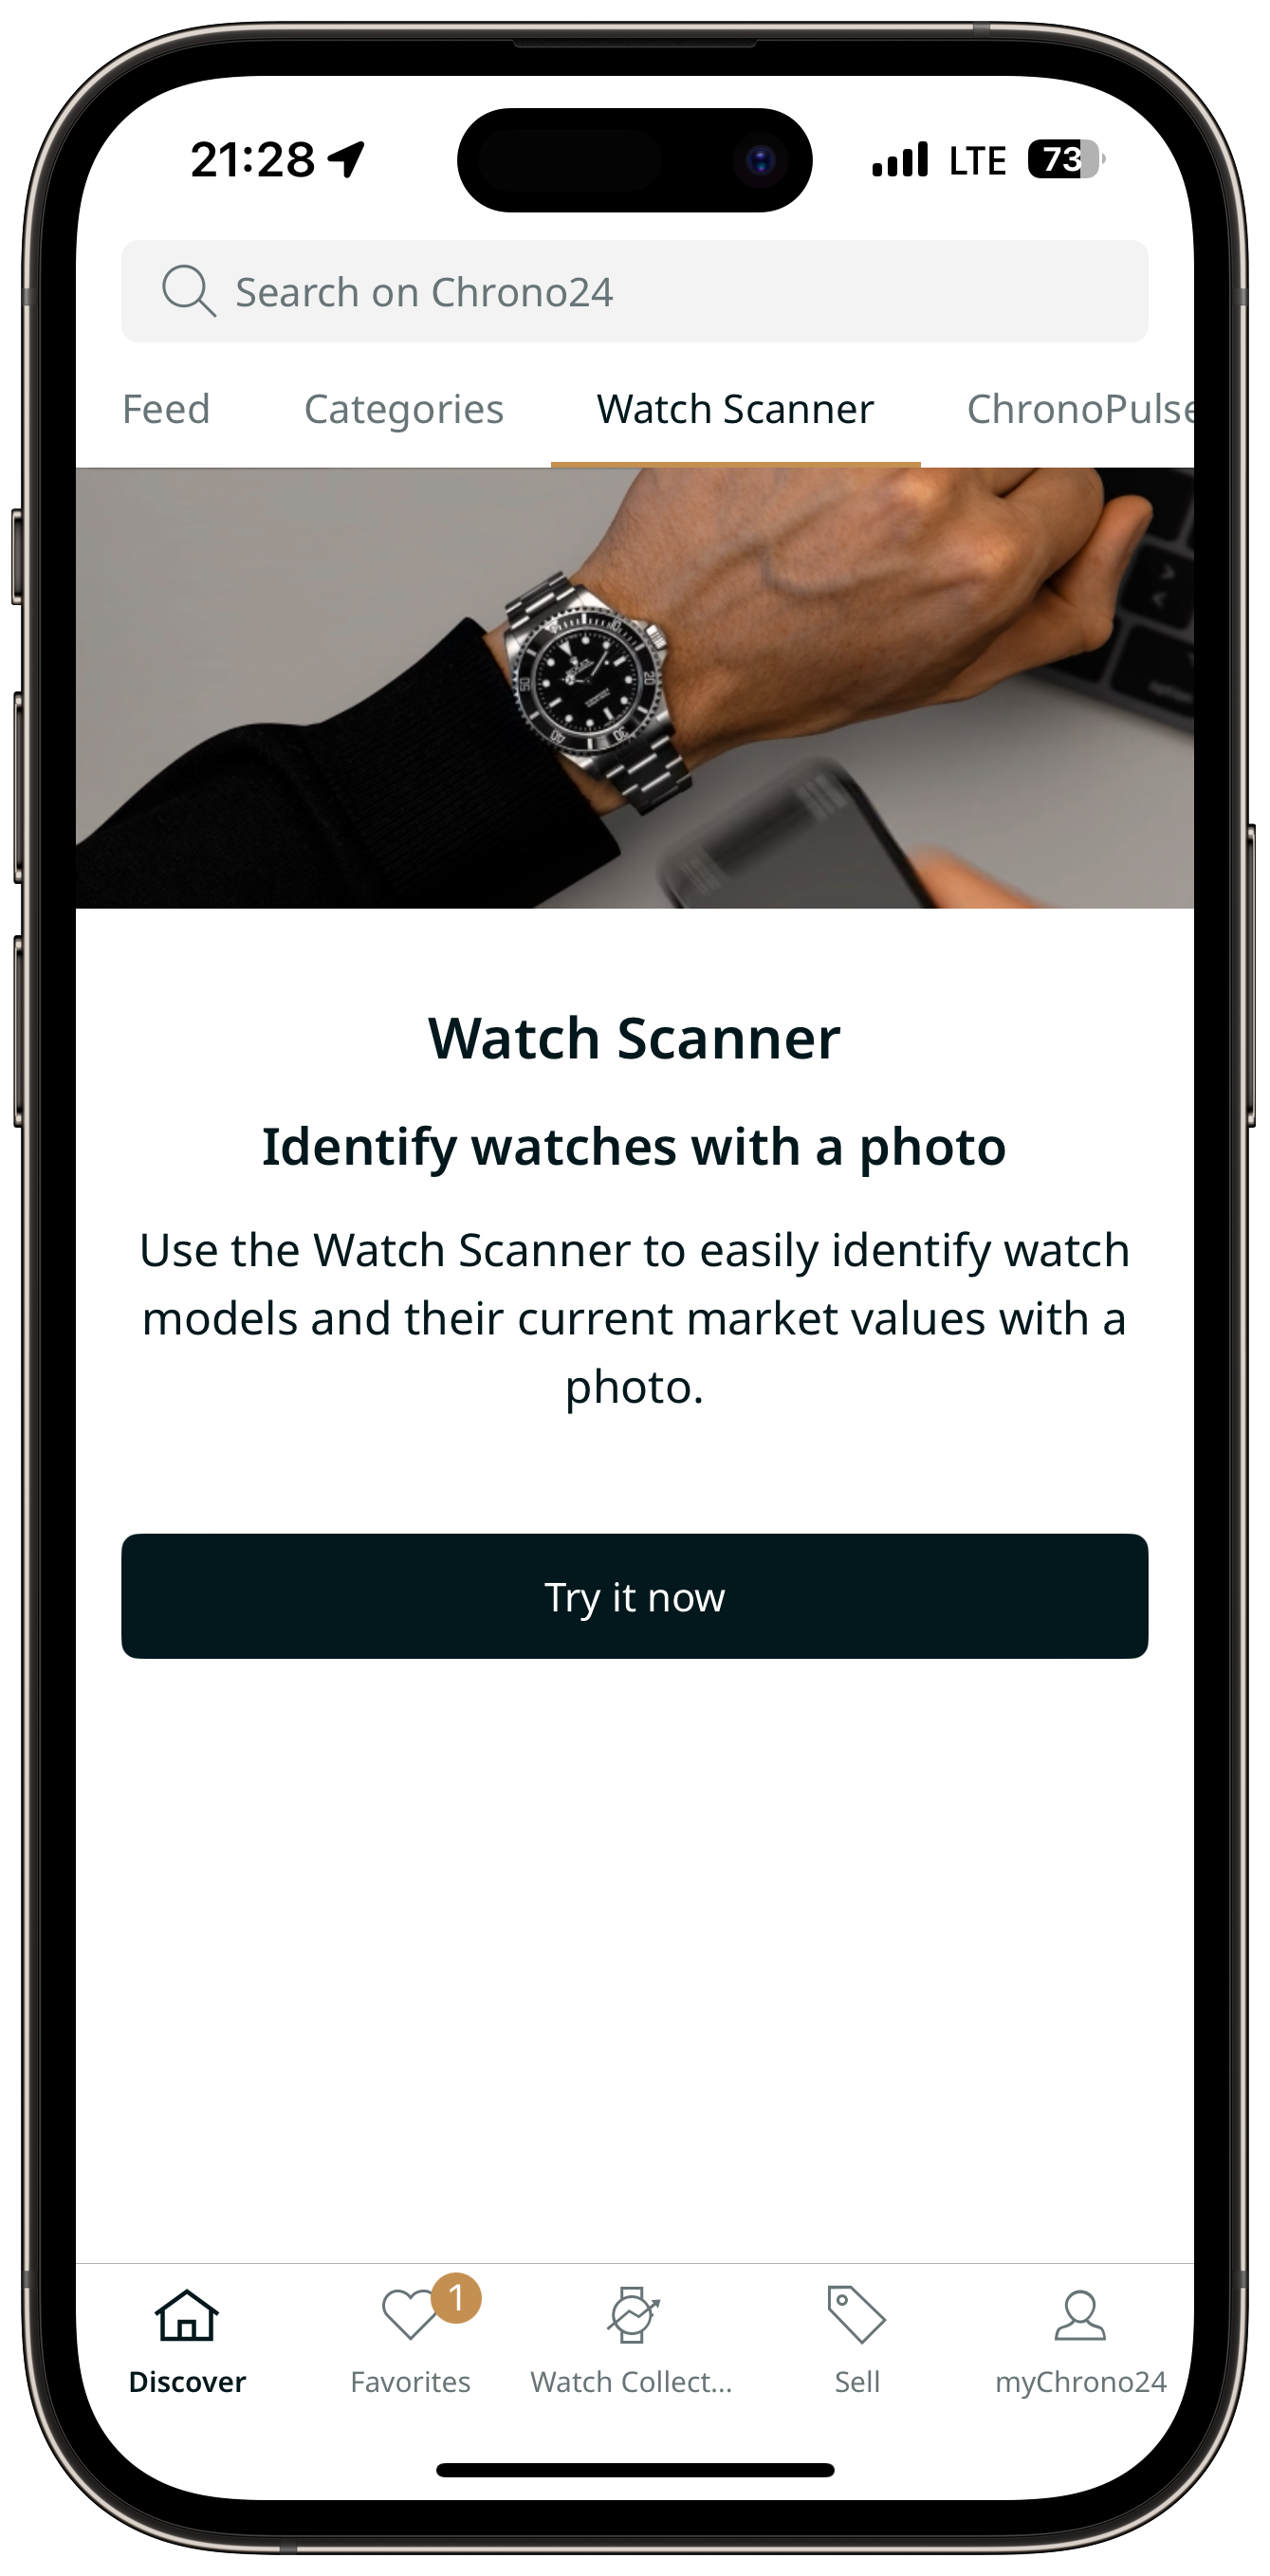 21:28 LTE 73
Search on Chrono24
Feed Categories Watch Scanner ChronoPulse
Watch Scanner
Identify watches with a photo
Use the Watch Scanner to easily identify watch
models and their current market values with a
photo.
Try it now
1
Discover Favorites Watch Collect... Sell myChrono24